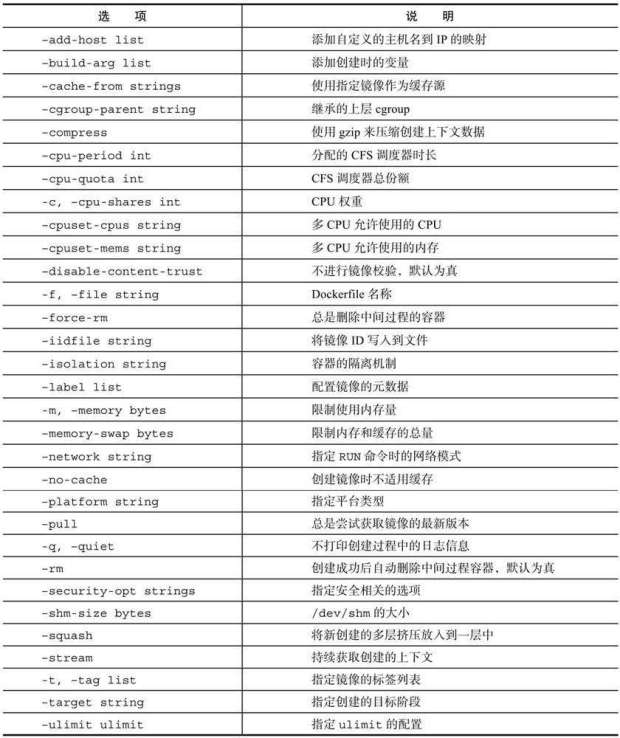 选 项 说 明
–add-host list 添加自定义的主机名到 IP 的映射
–build-arg list 添加创建时的变量
–cache-from strings 使用指定镜像作为缓存源
–cgroup-parent string 继承的上层 cgroup
–compress 使用 gzip 来压缩创建上下文数据
–cpu-period int 分配的 CFS 调度器时长
–cpu-quota int CFS 调度器总份额
-c, –cpu-shares int CPU 权重
–cpuset-cpus string 多 CPU 允许使用的 CPU
–cpuset-mems string 多 CPU 允许使用的内存
–disable-content-trust 不进行镜像校验，默认为真
-f, –file string Dockerfile 名称
–force-rm 总是删除中间过程的容器
–iidfile string 将镜像 ID 写入到文件
–isolation string 容器的隔离机制
–label list 配置镜像的元数据
-m, –memory bytes 限制使用内存量
–memory-swap bytes 限制内存和缓存的总量
–network string 指定 RUN 命令时的网络模式
–no-cache 创建镜像时不适用缓存
–platform string 指定平台类型
–pull 总是尝试获取镜像的最新版本
-q, –quiet 不打印创建过程中的日志信息
–rm 创建成功后自动删除中间过程容器，默认为真
–security-opt strings 指定安全相关的选项
–shm-size bytes /dev/shm 的大小
–squash 将新创建的多层挤压放入到一层中
–stream 持续获取创建的上下文
-t, –tag list 指定镜像的标签列表
–target string 指定创建的目标阶段
–ulimit ulimit 指定 ulimit 的配置